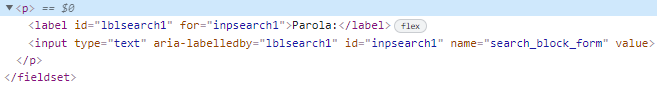 ▼<p> == $0
<label id="lblsearch1" for="inpsearch1">Parola:</label> flex
<input type="text" aria-labelledby="lblsearch1" id="inpsearch1" name="search_block_form" value>
</p>
</fieldset>